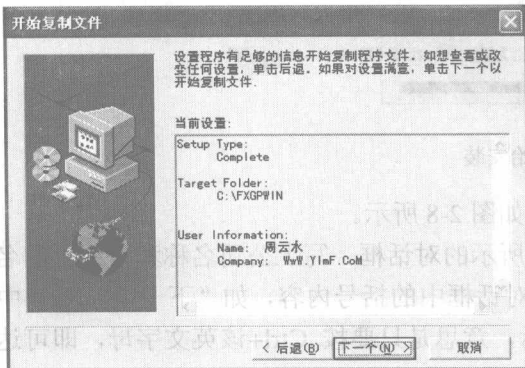 开始复制文件
设置程序有足够的信息开始复制程序文件．如想查看或改
变任何设置，单击后退．如果对设置满意，单击下一个以
开始复制文件．
当前设置:
Setup Type:
Complete
Target Folder:
C:\FXGPWIN
User Information:
Name: 周云水
Company: WwW.YlmF.CoM
< 后退(B)
下一个(N) >
取消
如图 2-8 所示。